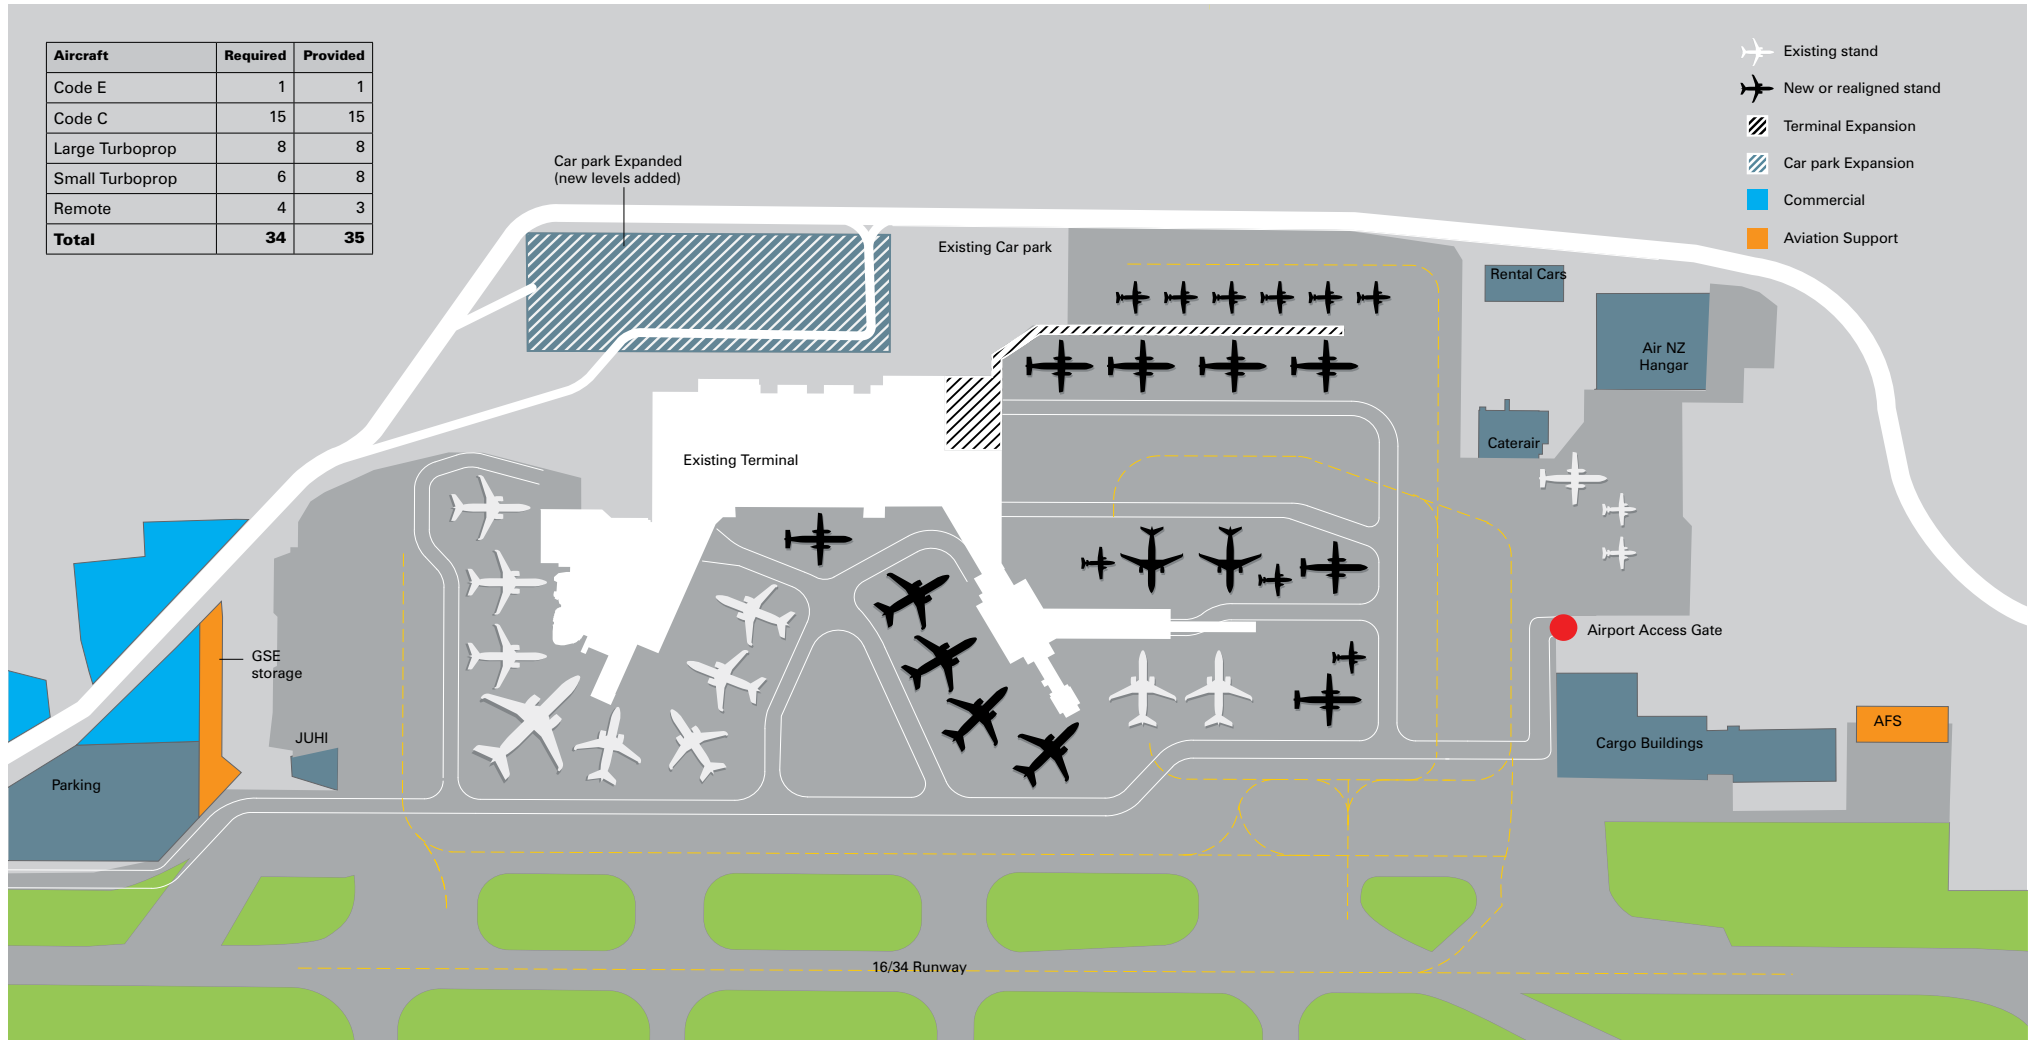 Aircraft Required Provided
Code E 1 1
Code C 15 15
Large Turboprop 8 8
Small Turboprop 6 8
Remote 4 3
Total 34 35
Existing stand
New or realigned stand
Terminal Expansion
Car park Expansion
Commercial
Aviation Support
Car park Expanded
(new levels added)
Existing Car park
Rental Cars
Air NZ
Hangar
Caterair
Existing Terminal
Airport Access Gate
GSE
storage
JUHI
Parking
Cargo Buildings
AFS
16/34 Runway